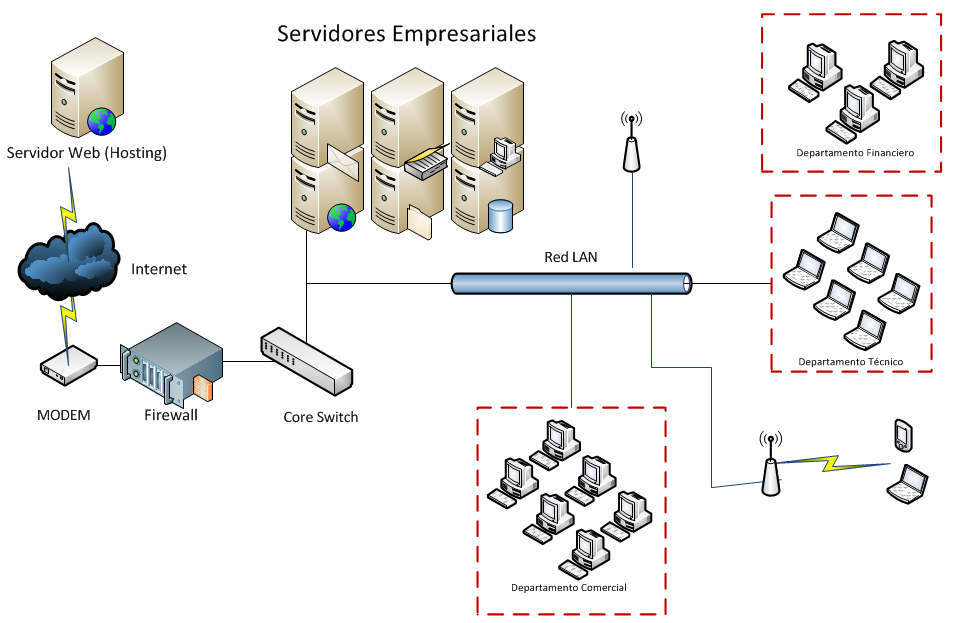 Servidores Empresariales
Servidor Web (Hosting)
Departamento Financiero
Red LAN
Internet
Departamento Técnico
MODEM
Firewall
Core Switch
Departamento Comercial